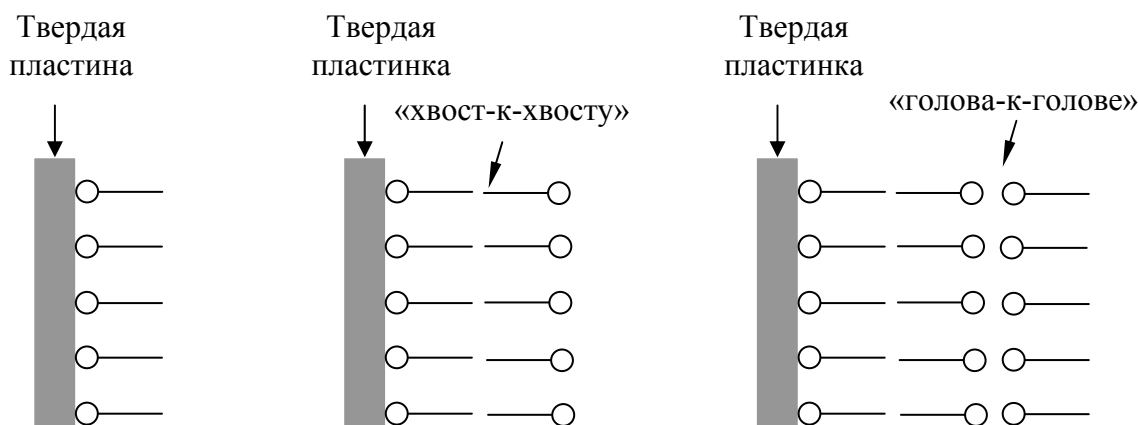 Твердая
пластина
Твердая
пластинка
«хвост-к-хвосту»
Твердая
пластинка
«голова-к-голове»